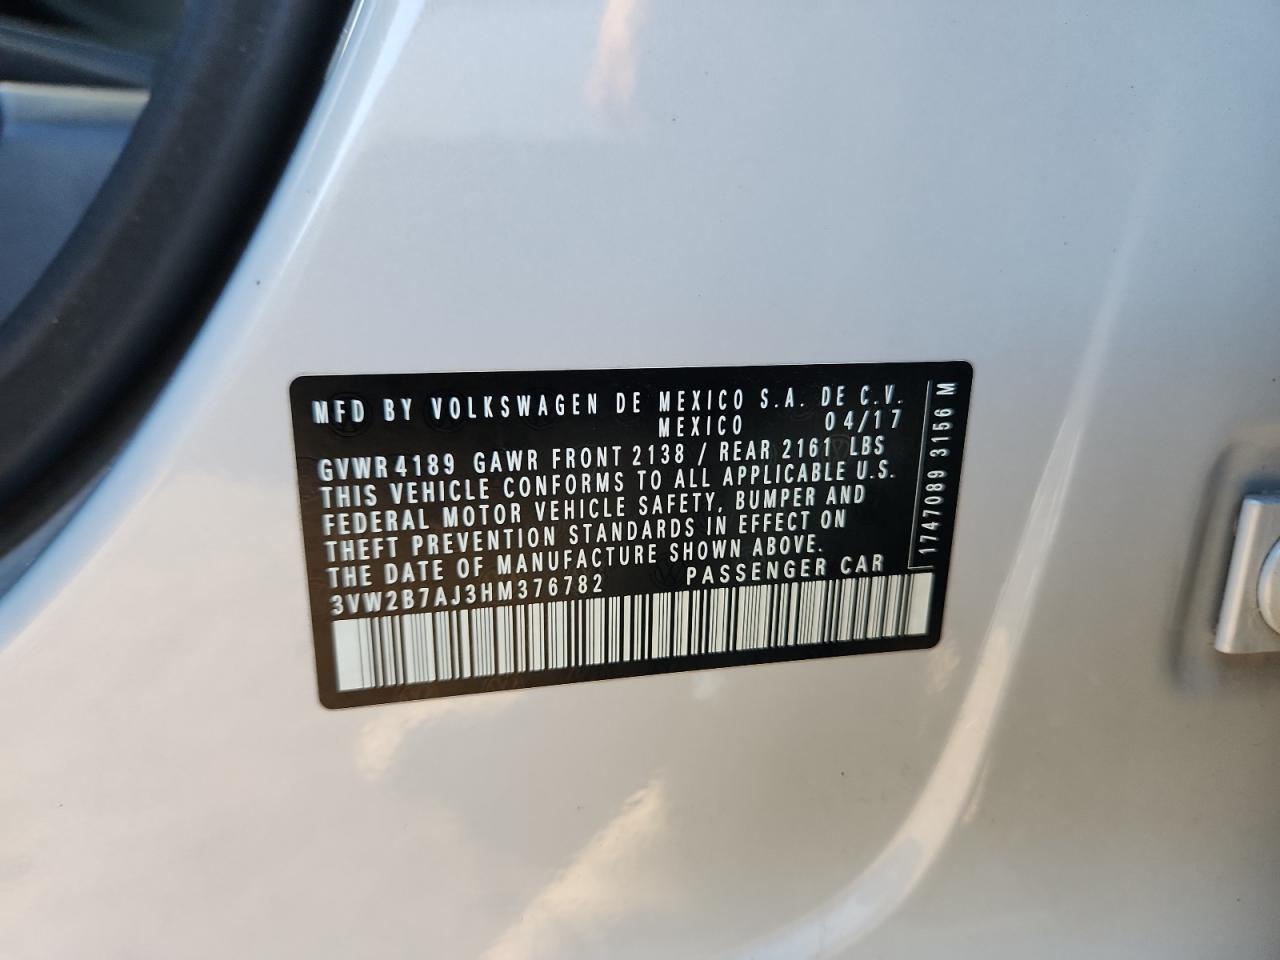 MFD BY VOLKSWAGEN DE MEXICO S.A. DE C.V.
MEXICO 04/17
GVWR 4189 GAWR FRONT 2138 / REAR 2161 LBS
THIS VEHICLE CONFORMS TO ALL APPLICABLE U.S.
FEDERAL MOTOR VEHICLE SAFETY, BUMPER AND
THEFT PREVENTION STANDARDS IN EFFECT ON
THE DATE OF MANUFACTURE SHOWN ABOVE.
3VW2B7AJ3HM376782 PASSENGER CAR
1747089 3156 M